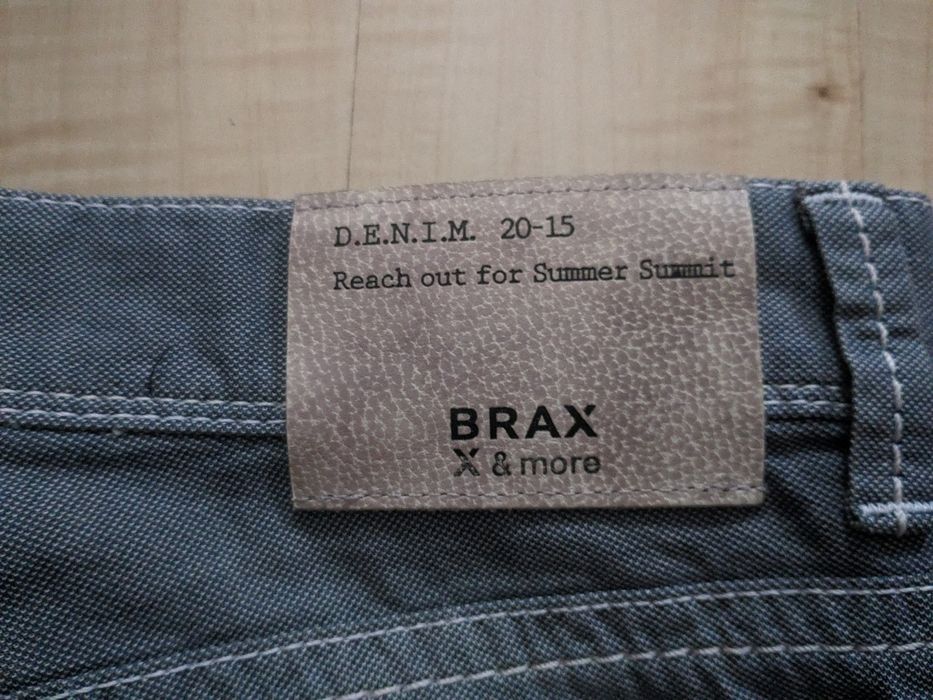 D.E.N.I.M. 20-15
Reach out for Summer Summit
BRAX
X & more